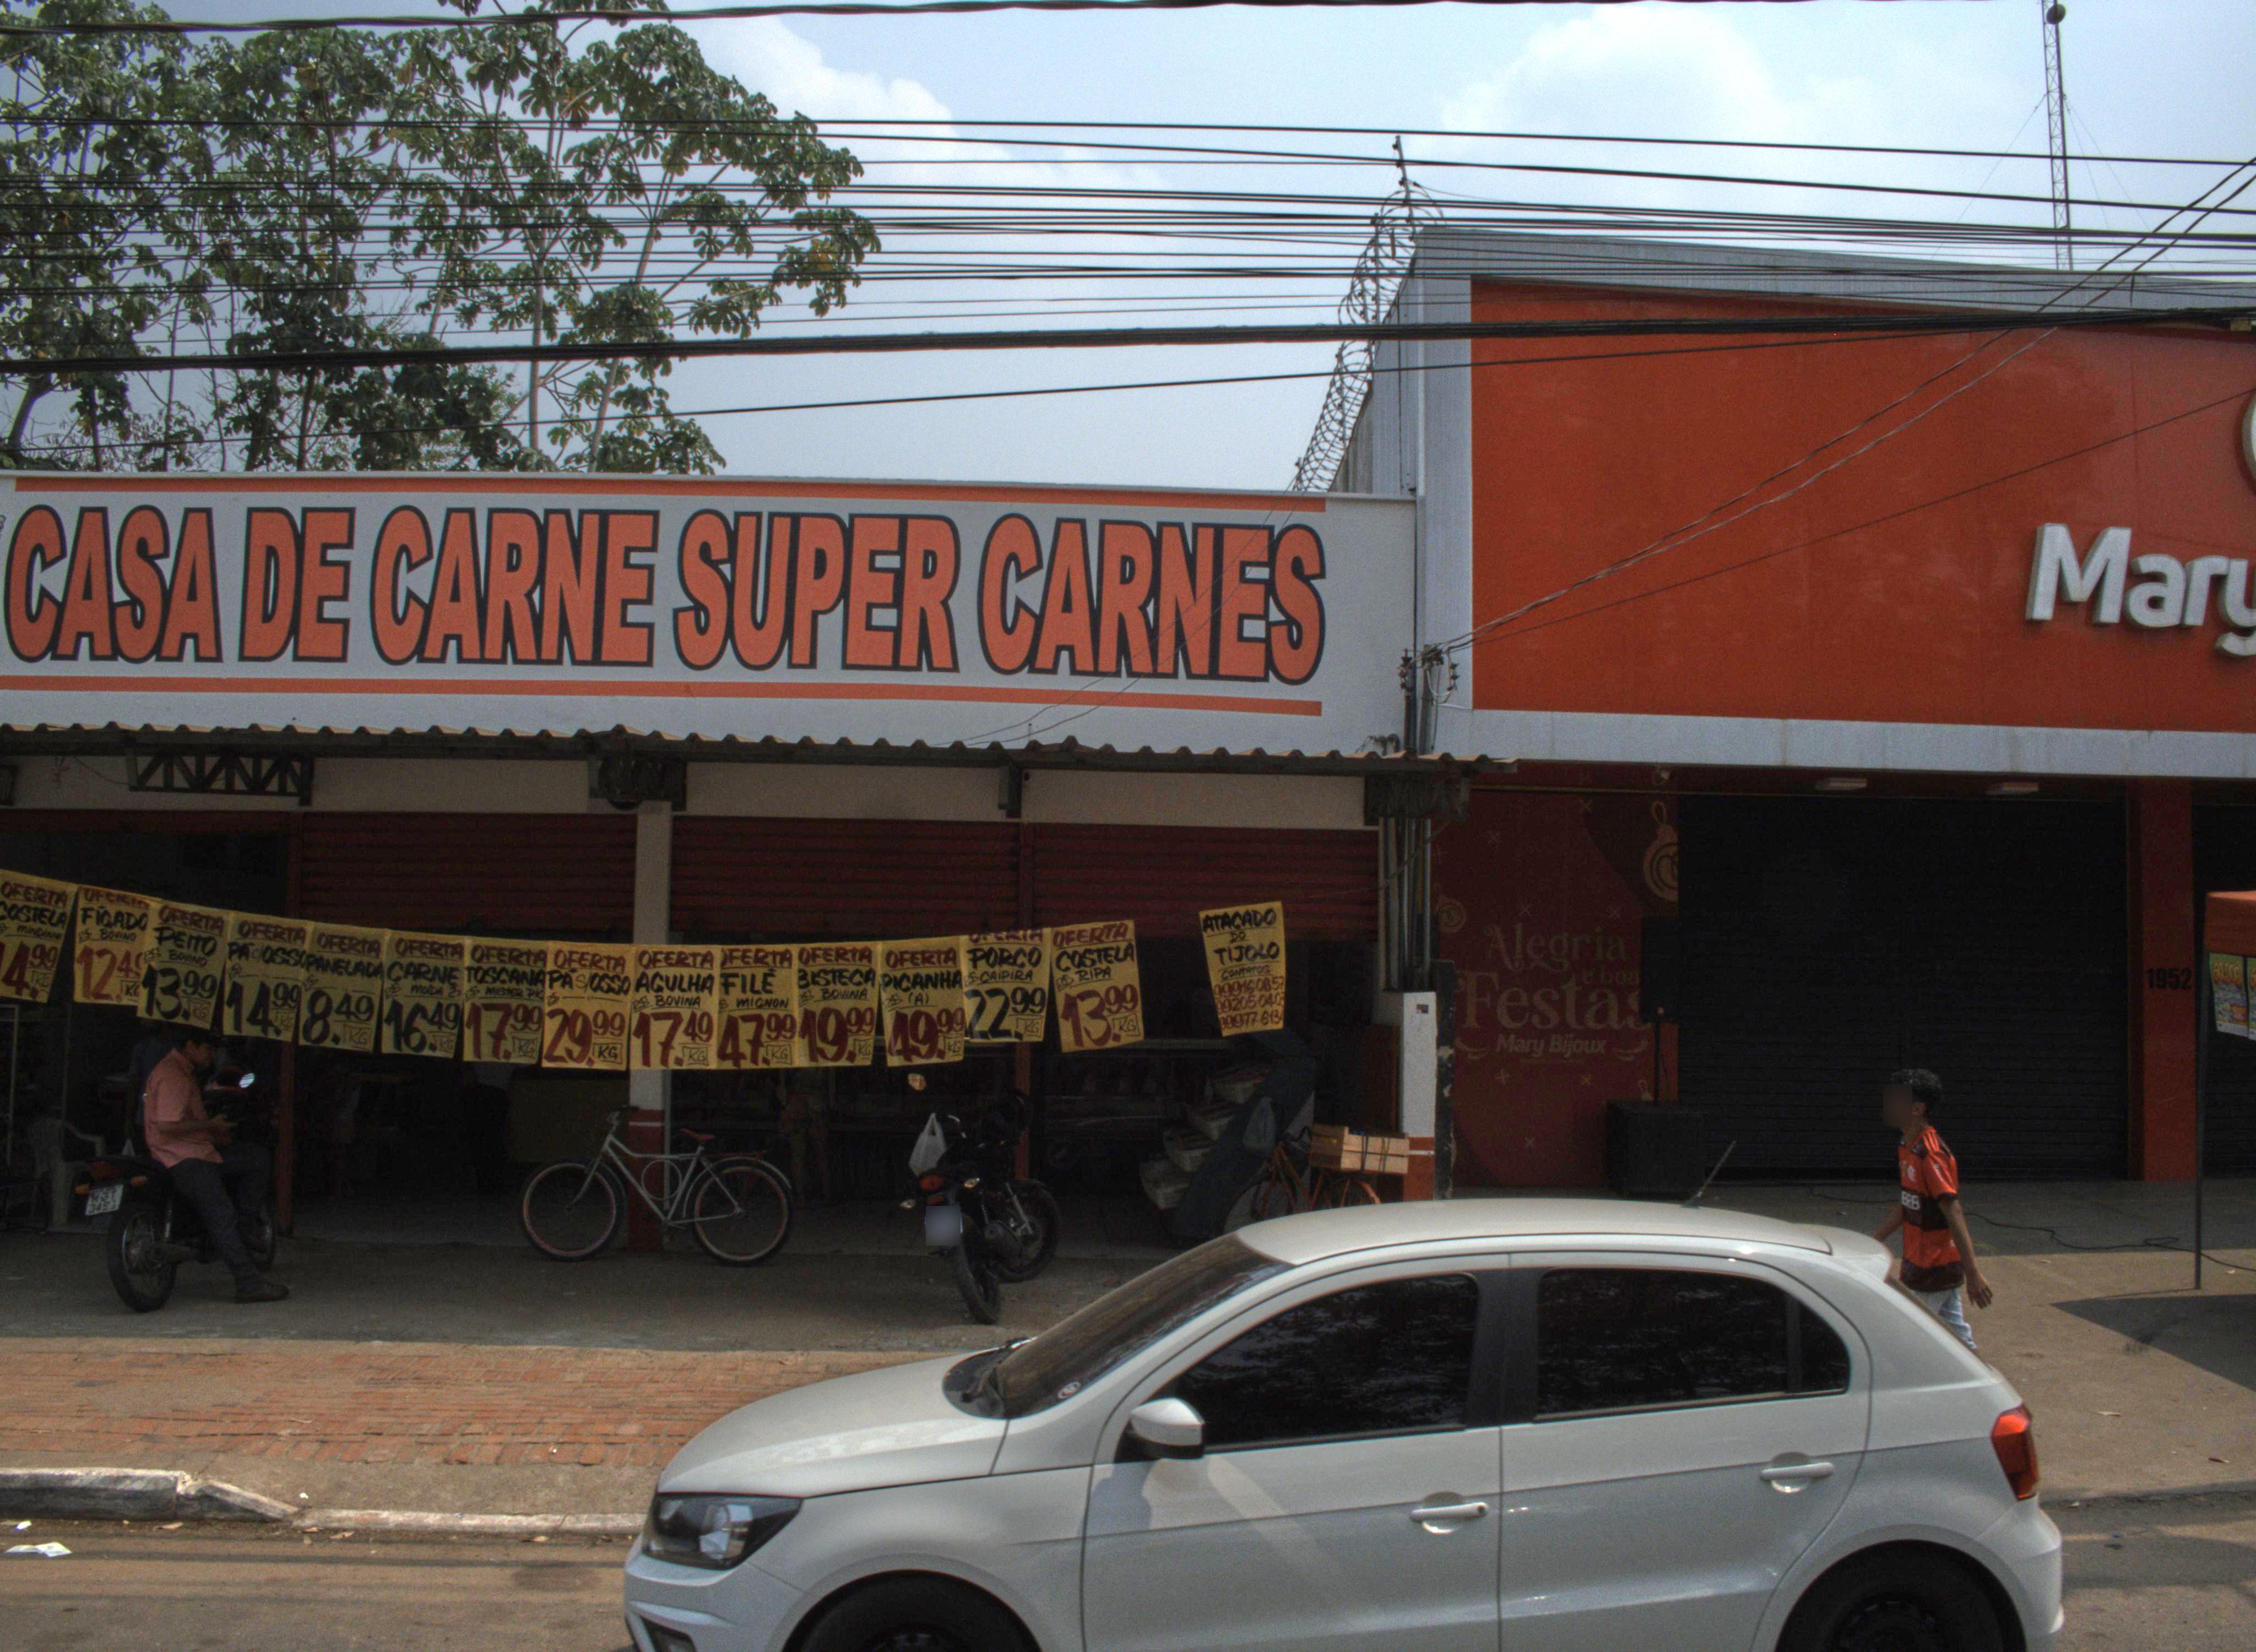 CASA DE CARNE SUPER CARNES
Mary
OFERTA
COSTELA
MINDINHA
14.99
KG
OFERTA
FÍGADO
BOVINO
12.49
KG
OFERTA
PEITO
BOVINO
13.99
KG
OFERTA
PÁ C/OSSO
14.99
KG
OFERTA
PANELADA
8.49
KG
OFERTA
CARNE
MOÍDA
16.49
KG
OFERTA
TOSCANA
17.99
KG
OFERTA
PÁ S/OSSO
29.99
KG
OFERTA
AGULHA
BOVINA
17.49
KG
OFERTA
FILÉ
MIGNON
47.99
KG
OFERTA
BISTECA
BOVINA
19.99
KG
OFERTA
PICANHA
(A)
49.99
KG
OFERTA
PORCO
CAIPIRA
22.99
KG
OFERTA
COSTELA
RIPA
13.99
KG
ATACADO
DO
TIJOLO
CONTATOS
Alegria
e boas
Festas
Mary Bijoux
1952